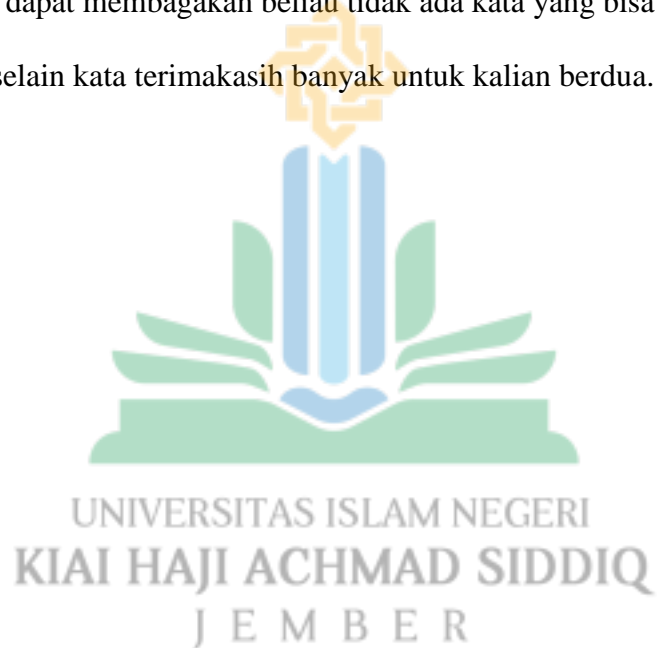 dapat membagakan beliau tidak ada kata yang bisa
selain kata terimakasih banyak untuk kalian berdua.
UNIVERSITAS ISLAM NEGERI
KIAI HAJI ACHMAD SIDDIQ
JEMBER